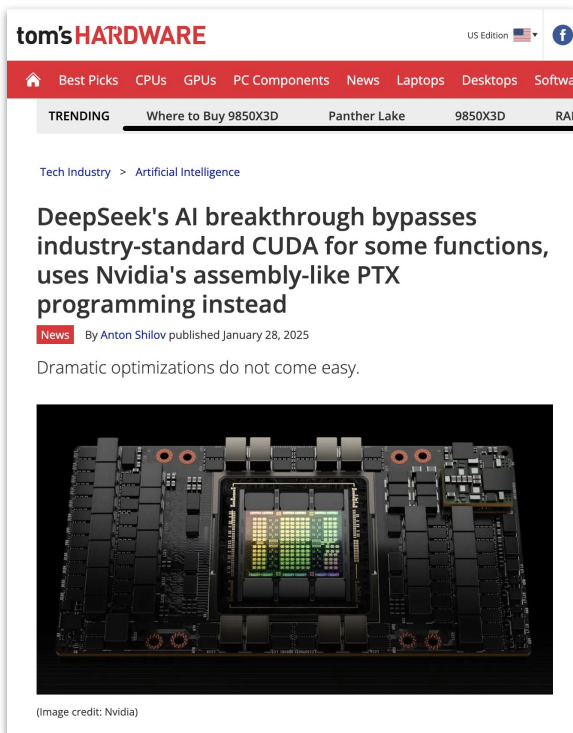 tom's HARDWARE
US Edition
f
Best Picks CPUs GPUs PC Components News Laptops Desktops Softwa
TRENDING Where to Buy 9850X3D Panther Lake 9850X3D RA
Tech Industry > Artificial Intelligence
DeepSeek's AI breakthrough bypasses
industry-standard CUDA for some functions,
uses Nvidia's assembly-like PTX
programming instead
News By Anton Shilov published January 28, 2025
Dramatic optimizations do not come easy.
(Image credit: Nvidia)